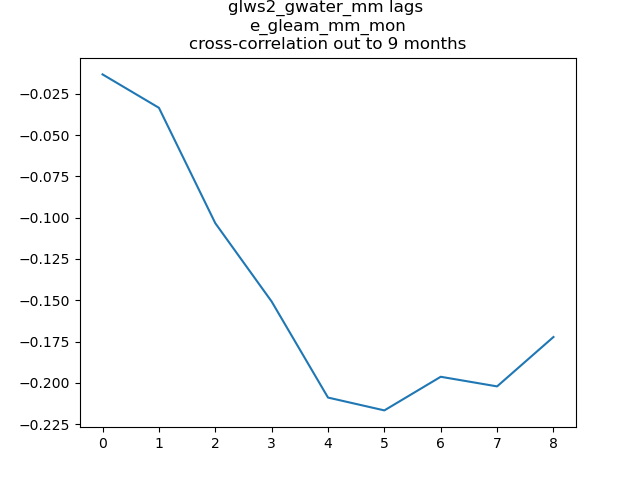 glws2_gwater_mm lags
e_gleam_mm_mon
cross-correlation out to 9 months
−0.025
−0.050
−0.075
−0.100
−0.125
−0.150
−0.175
−0.200
−0.225
0 1 2 3 4 5 6 7 8